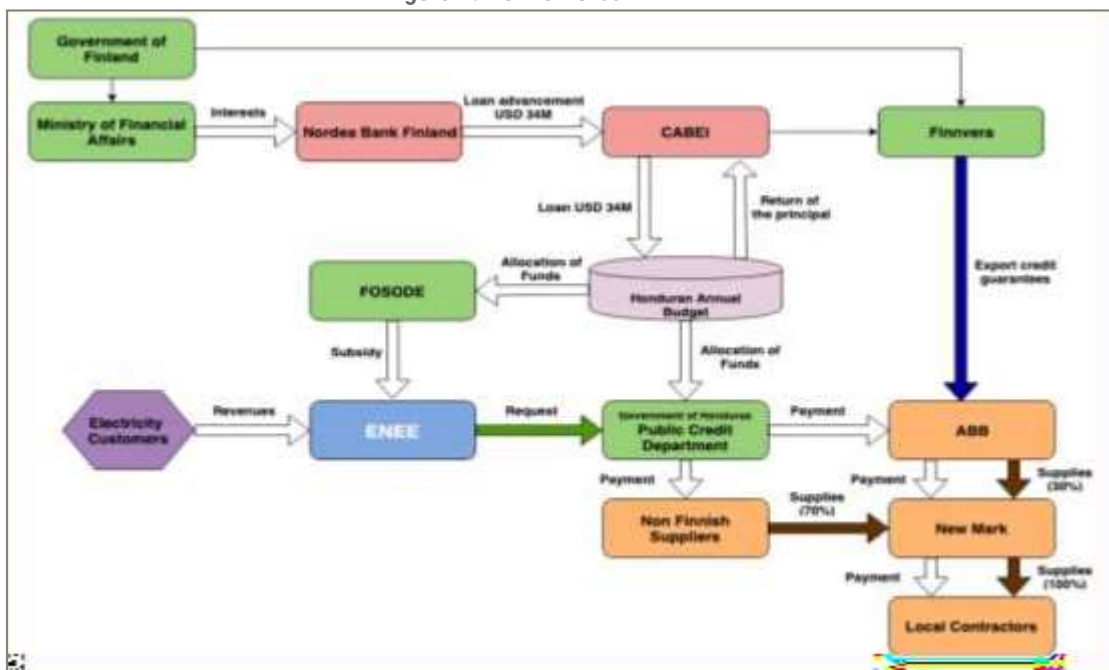 Government of
Finland
Ministry of Financial
Affairs
Interests
Nordea Bank Finland
Loan advancement
USD 34M
CABEI
Finnvera
Loan USD 34M
Return of
the principal
Export credit
guarantees
FOSODE
Allocation of
Funds
Honduran Annual
Budget
Subsidy
Allocation of
Funds
Electricity
Customers
Revenues
ENEE
Request
Government of Honduras
Public Credit
Department
Payment
ABB
Payment
Non Finnish
Suppliers
Supplies
(70%)
Payment
Supplies
(30%)
New Mark
Payment
Supplies
(100%)
Local Contractors